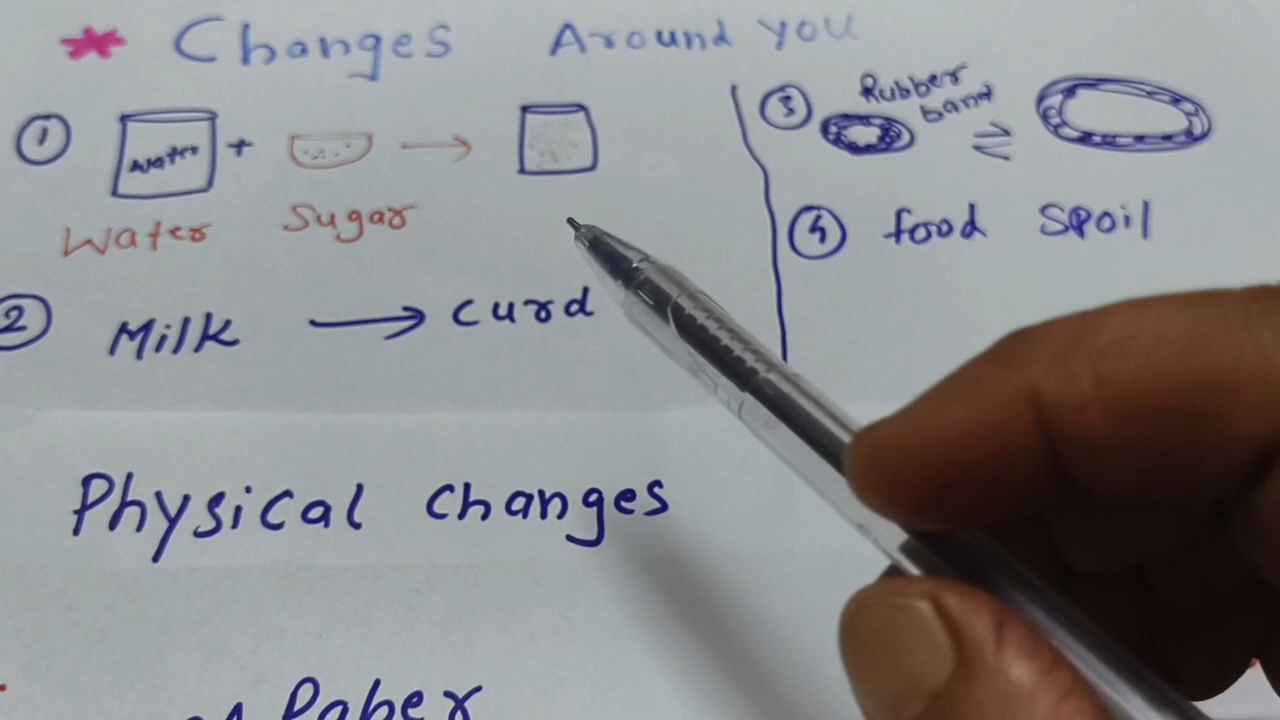 * Changes Around you
① water + →
Water Sugar
② Milk → curd
③ Rubber band ⇌
④ food spoil
Physical changes
Paper